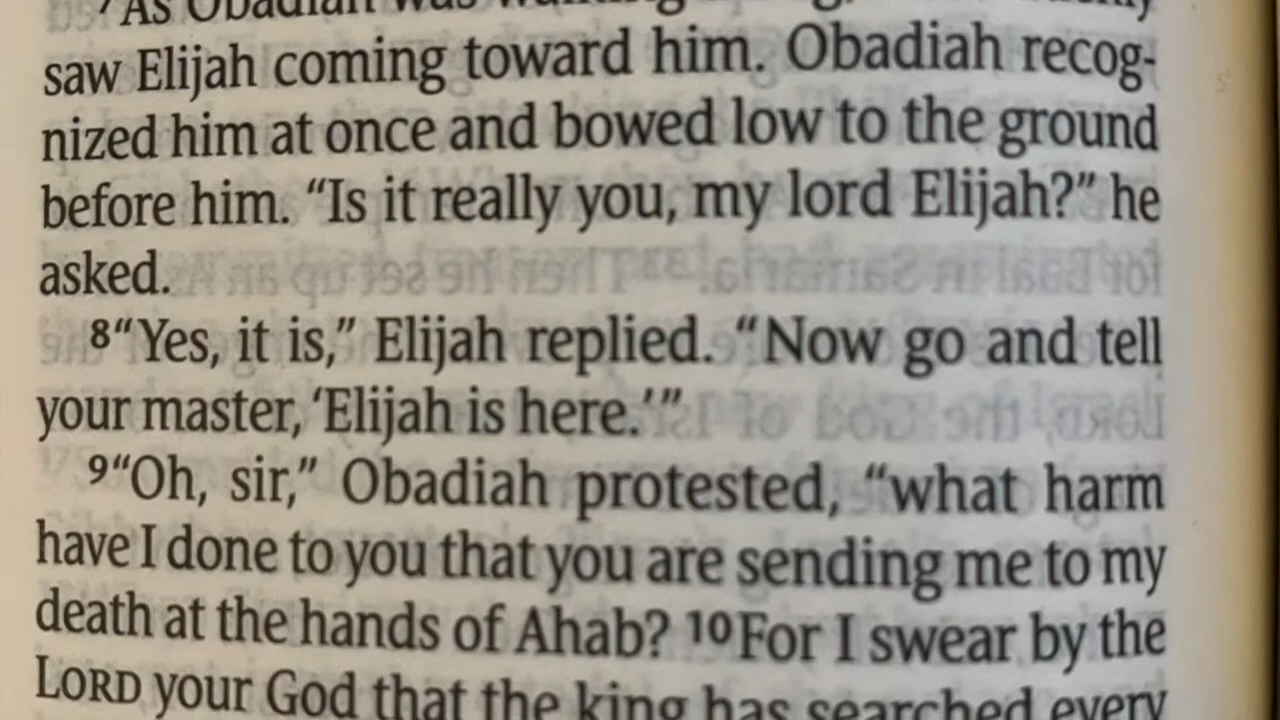 7As Obadiah was walking
saw Elijah coming toward him. Obadiah recog-
nized him at once and bowed low to the ground
before him. “Is it really you, my lord Elijah?” he
asked.
8“Yes, it is,” Elijah replied. “Now go and tell
your master, ‘Elijah is here.’”
9“Oh, sir,” Obadiah protested, “what harm
have I done to you that you are sending me to my
death at the hands of Ahab? 10For I swear by the
LORD your God that the king has searched every